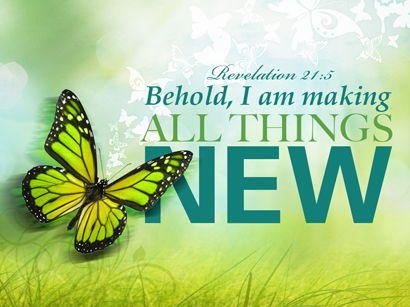 Revelation 21:5
Behold, I am making
ALL THINGS
NEW